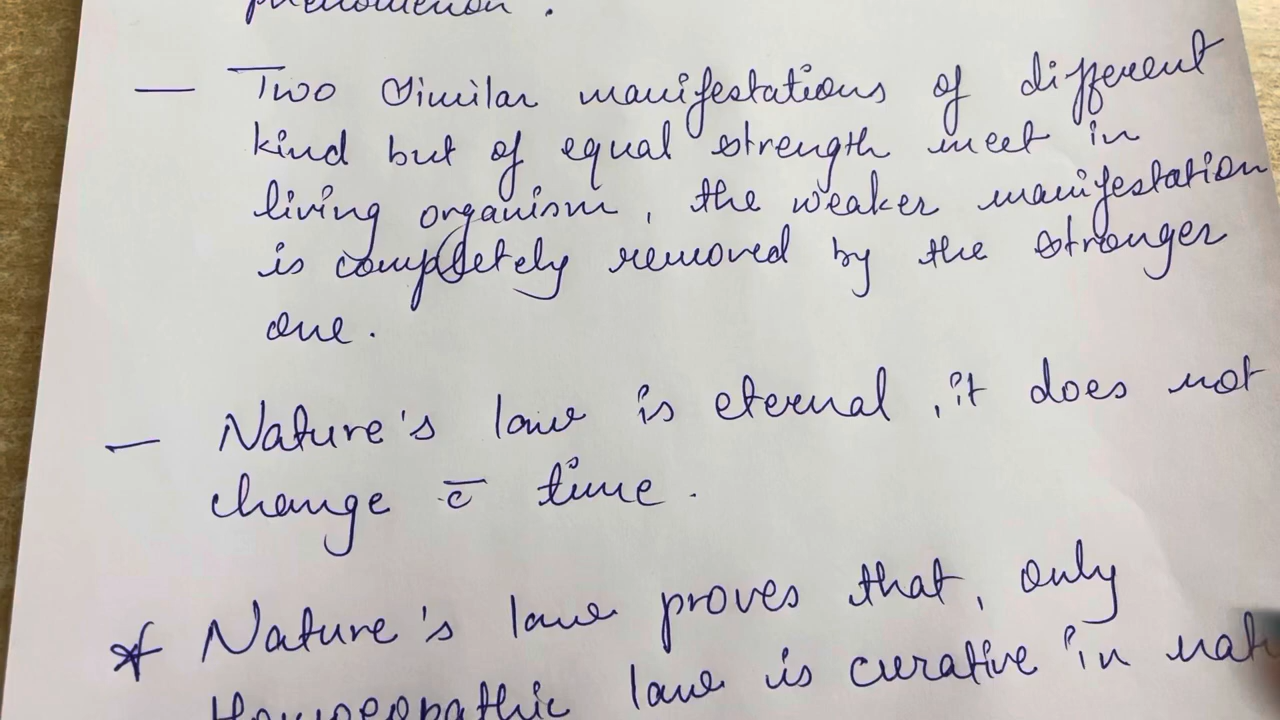 phenomenon.
— Two similar manifestations of different
kind but of equal strength meet in
living organism, the weaker manifestation
is completely removed by the stronger
one.
— Nature's law is eternal, it does not
change c̄ time.
* Nature's law proves that, only
Homoeopathic law is curative in